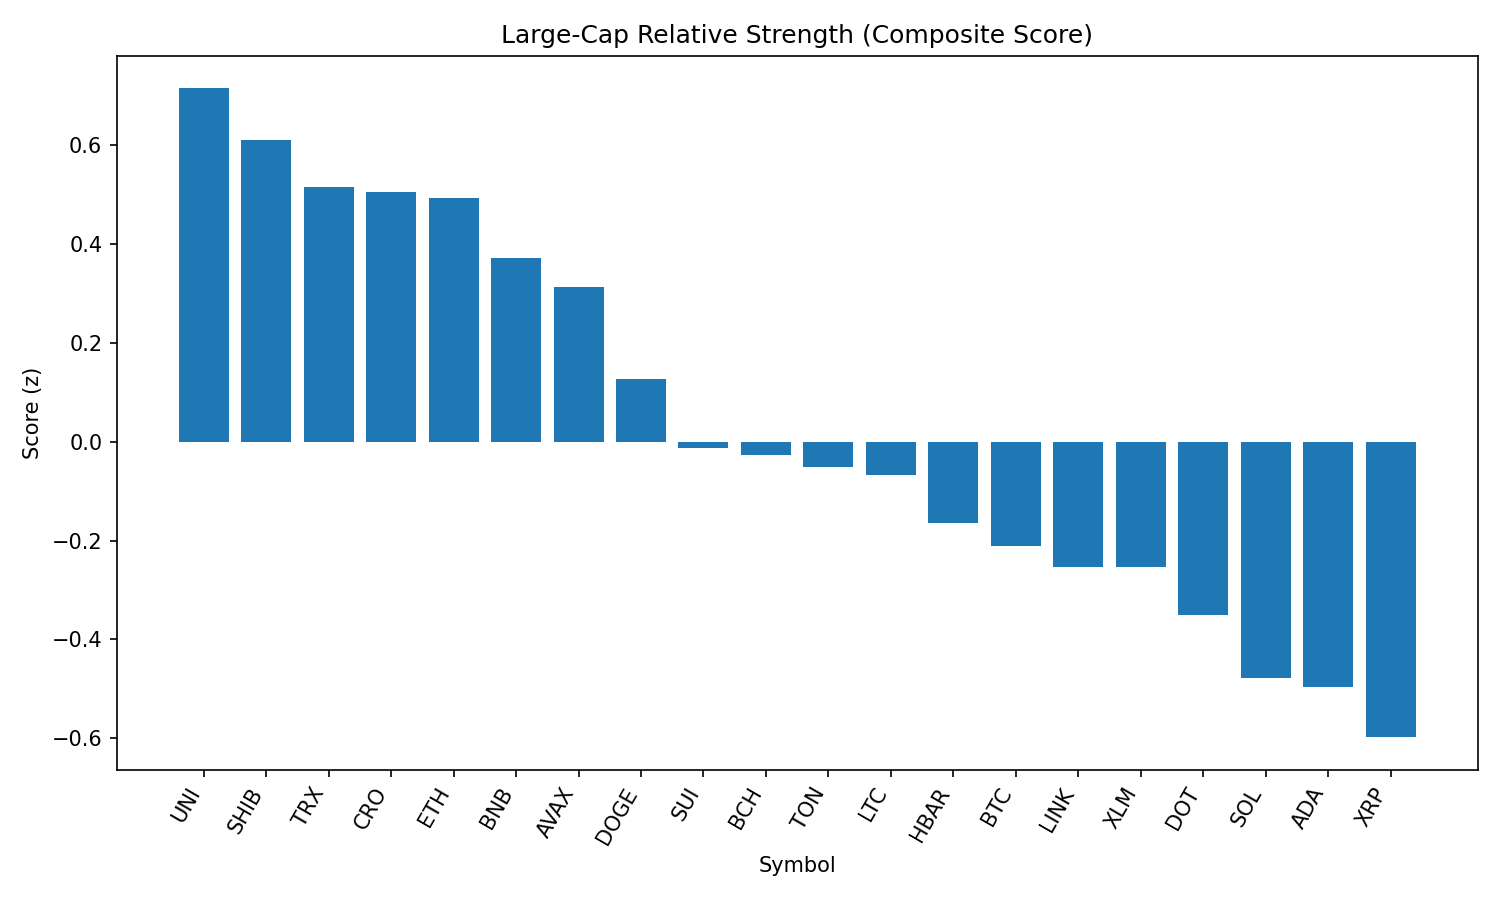 Large-Cap Relative Strength (Composite Score)
Score (z)
0.6
0.4
0.2
0.0
−0.2
−0.4
−0.6
UNI
SHIB
TRX
CRO
ETH
BNB
AVAX
DOGE
SUI
BCH
TON
LTC
HBAR
BTC
LINK
XLM
DOT
SOL
ADA
XRP
Symbol